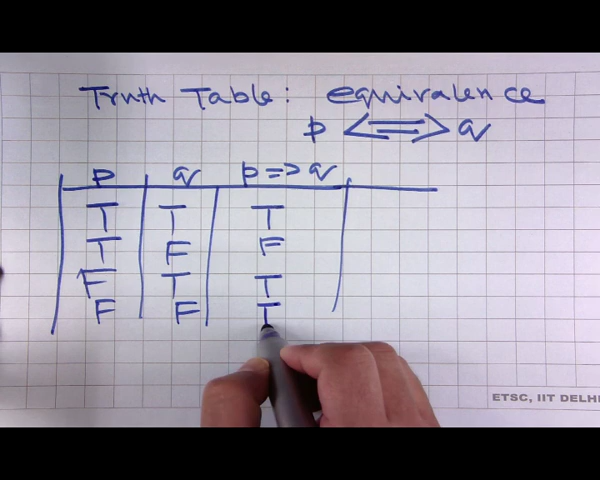 Truth Table: equivalence
p <=> q
p q p => q
T T T
T F F
F T T
F F T
ETSC, IIT DELHI